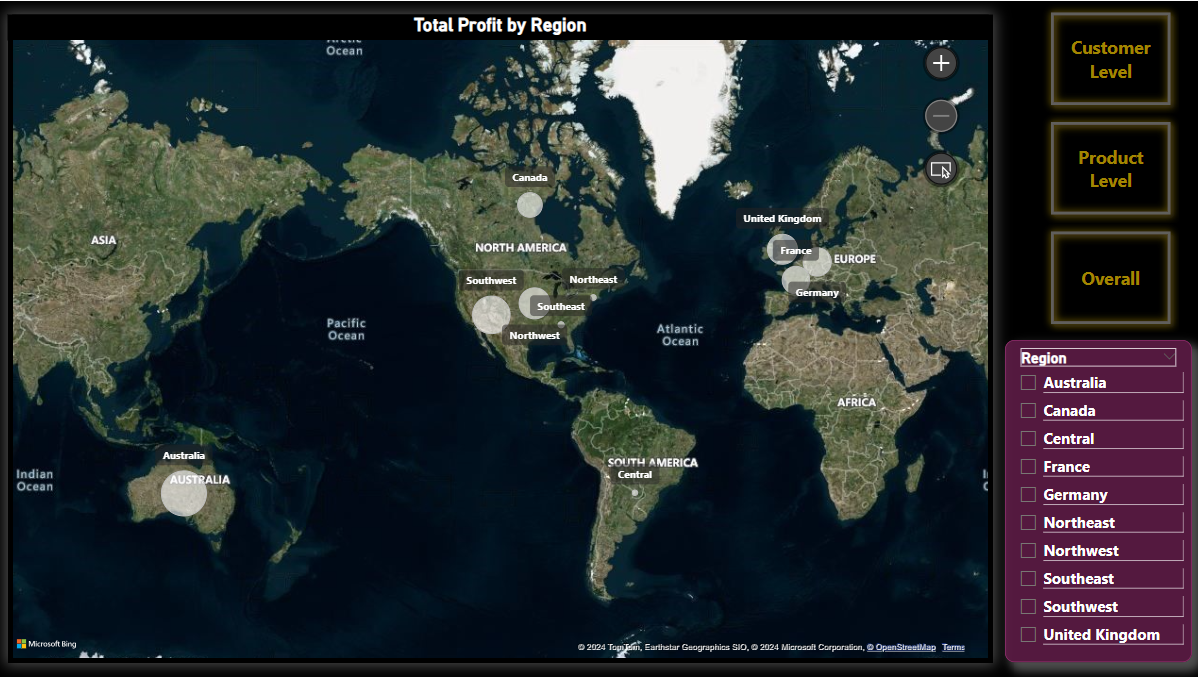 Total Profit by Region
Customer
Level
Product
Level
Overall
Arctic
Ocean
Canada
United Kingdom
ASIA
NORTH AMERICA
France
EUROPE
Southwest
Northeast
Germany
Southeast
Northwest
Pacific
Ocean
Atlantic
Ocean
AFRICA
Australia
AUSTRALIA
SOUTH AMERICA
Central
Indian
Ocean
Microsoft Bing
© 2024 TomTom, Earthstar Geographics SIO, © 2024 Microsoft Corporation, © OpenStreetMap Terms
Region
Australia
Canada
Central
France
Germany
Northeast
Northwest
Southeast
Southwest
United Kingdom